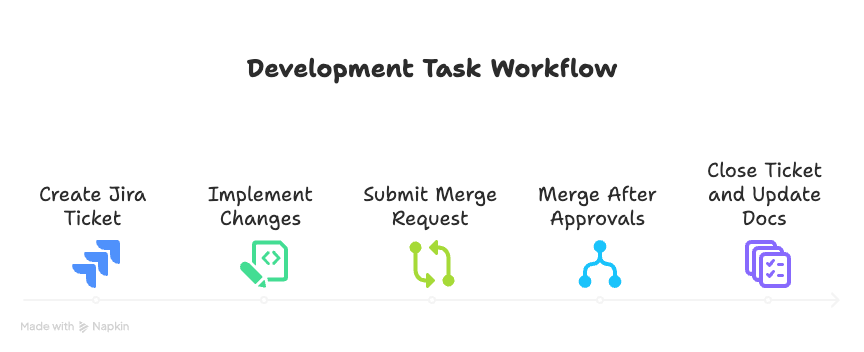 Development Task Workflow
Create Jira
Ticket
Implement
Changes
Submit Merge
Request
Merge After
Approvals
Close Ticket
and Update
Docs
Made with Napkin